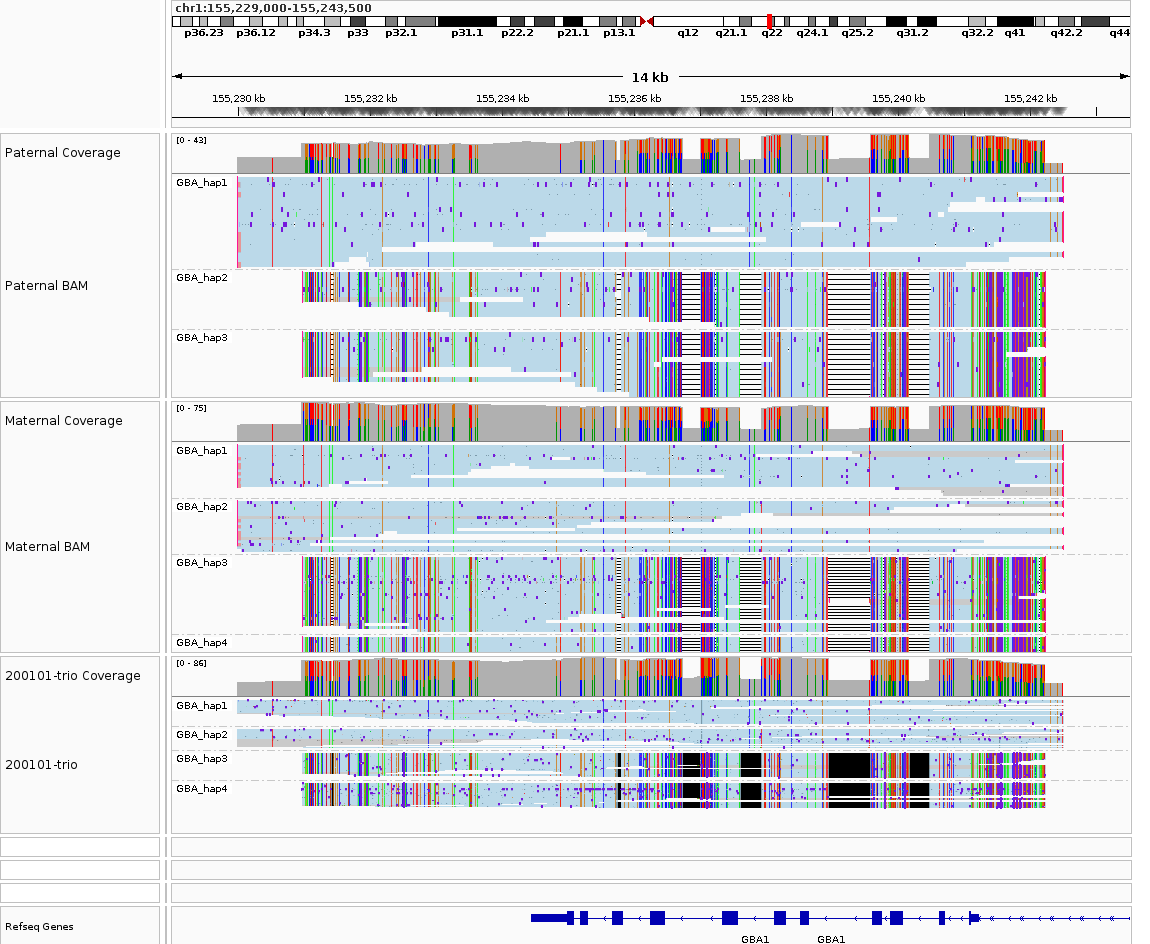 chr1:155,229,000-155,243,500
p36.23 p36.12 p34.3 p33 p32.1 p31.1 p22.2 p21.1 p13.1 q12 q21.1 q22 q24.1 q25.2 q31.2 q32.2 q41 q42.2 q44
14 kb
155,230 kb 155,232 kb 155,234 kb 155,236 kb 155,238 kb 155,240 kb 155,242 kb
Paternal Coverage
[0 - 43]
GBA_hap1
Paternal BAM
GBA_hap2
GBA_hap3
Maternal Coverage
[0 - 75]
GBA_hap1
GBA_hap2
Maternal BAM
GBA_hap3
GBA_hap4
200101-trio Coverage
[0 - 86]
GBA_hap1
GBA_hap2
200101-trio
GBA_hap3
GBA_hap4
Refseq Genes
GBA1 GBA1